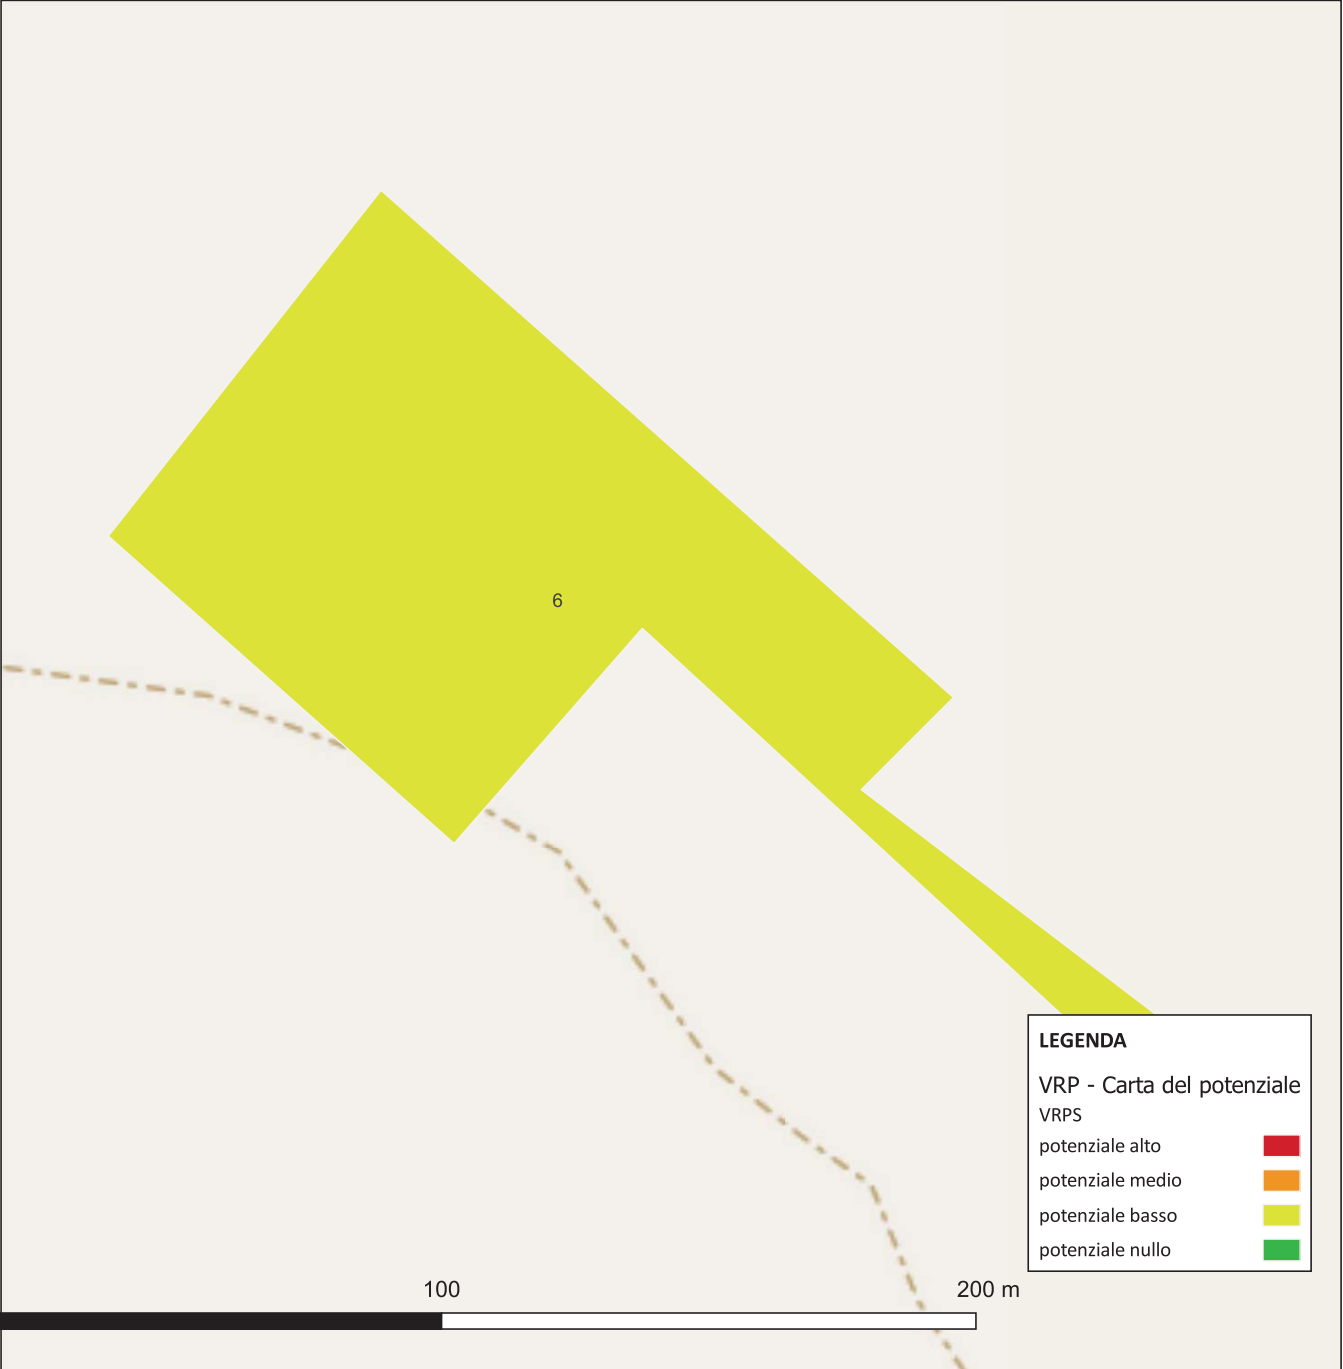 6
LEGENDA
VRP - Carta del potenziale
VRPS
potenziale alto
potenziale medio
potenziale basso
potenziale nullo
100 200 m